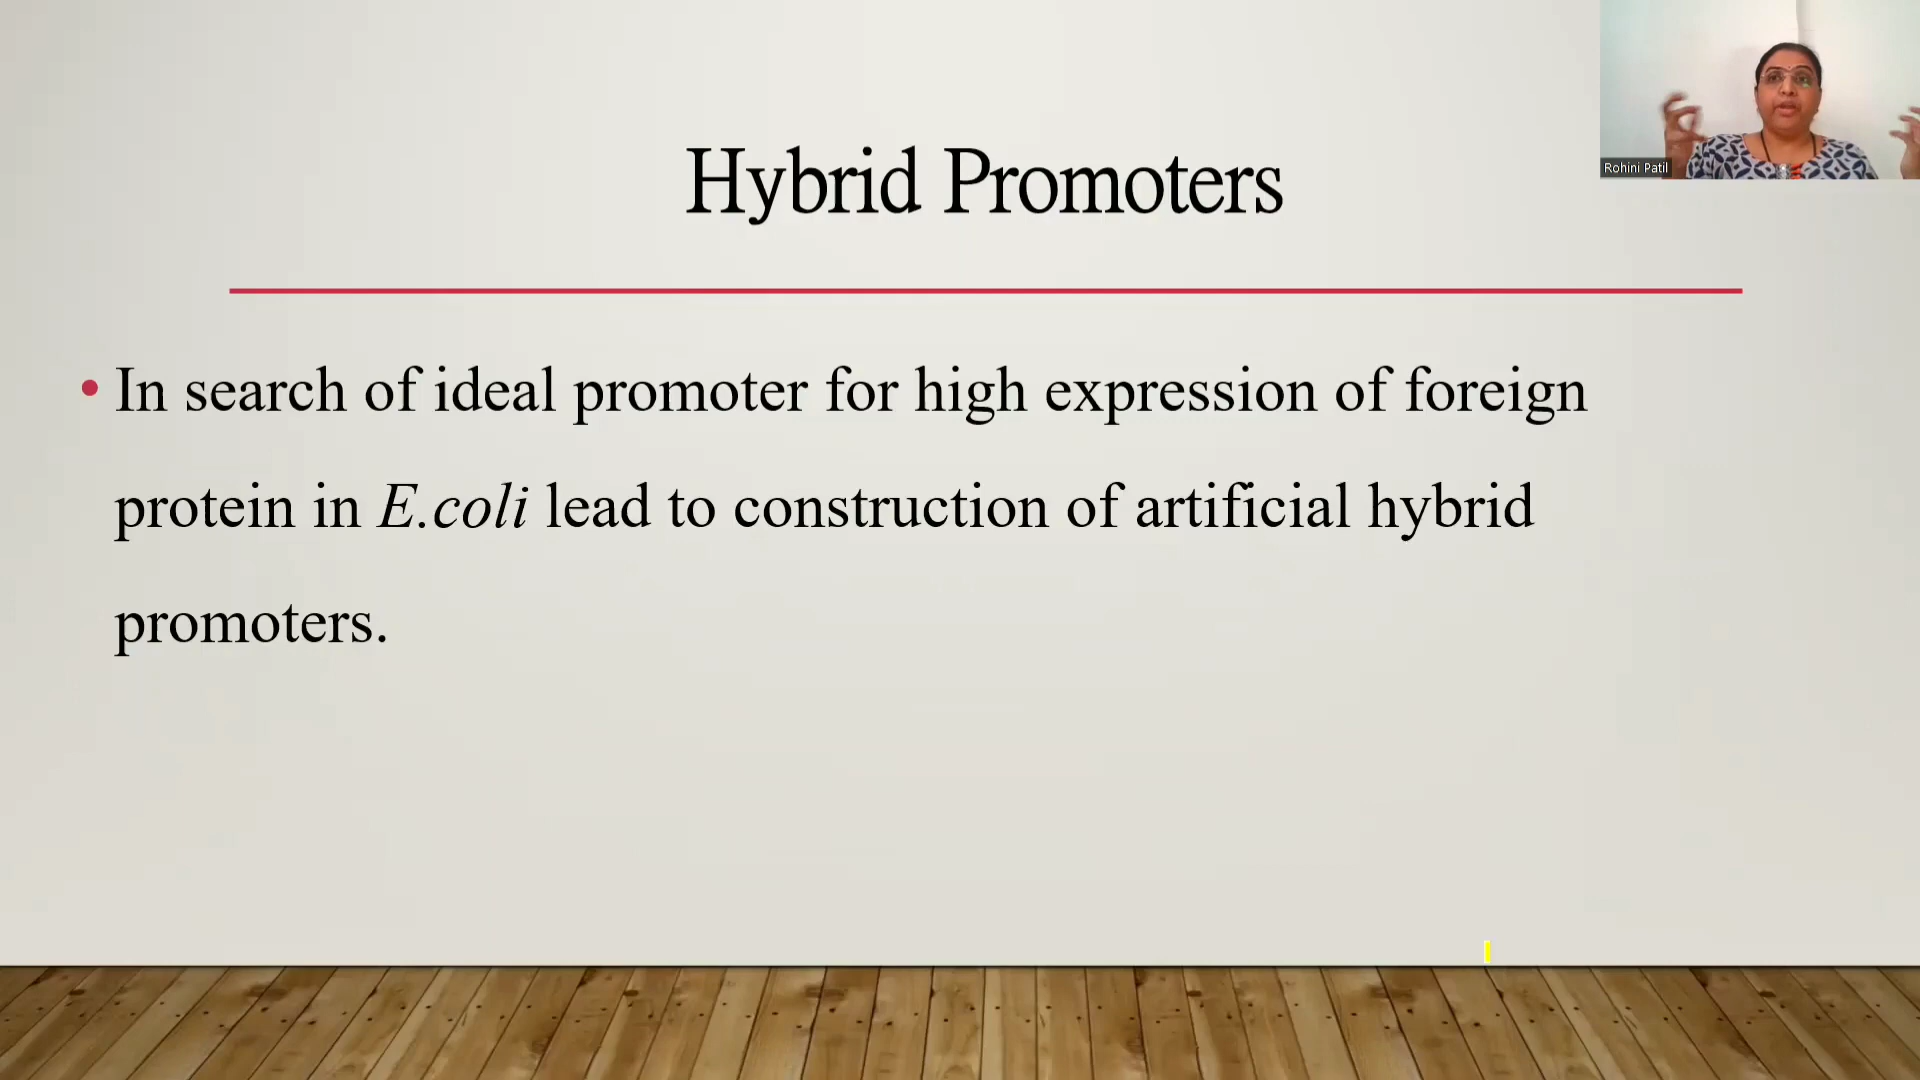 Hybrid Promoters
Rohini Patil
• In search of ideal promoter for high expression of foreign
protein in E.coli lead to construction of artificial hybrid
promoters.